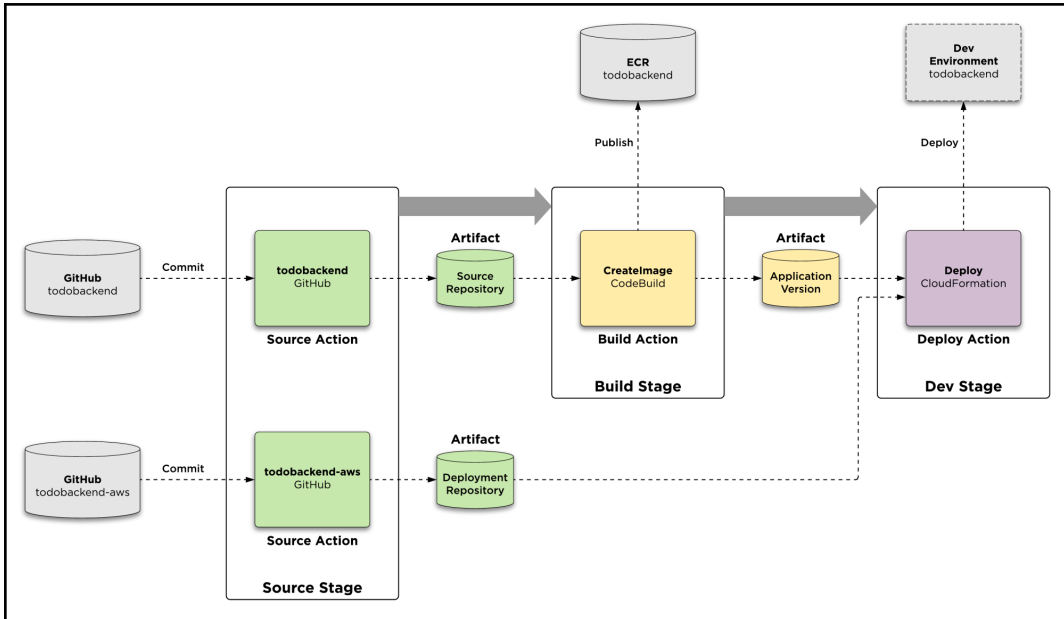 ECR
todobackend
Dev
Environment
todobackend
Publish
Deploy
GitHub
todobackend
Commit
todobackend
GitHub
Source Action
Artifact
Source
Repository
CreateImage
CodeBuild
Build Action
Build Stage
Artifact
Application
Version
Deploy
CloudFormation
Deploy Action
Dev Stage
GitHub
todobackend-aws
Commit
todobackend-aws
GitHub
Source Action
Source Stage
Artifact
Deployment
Repository